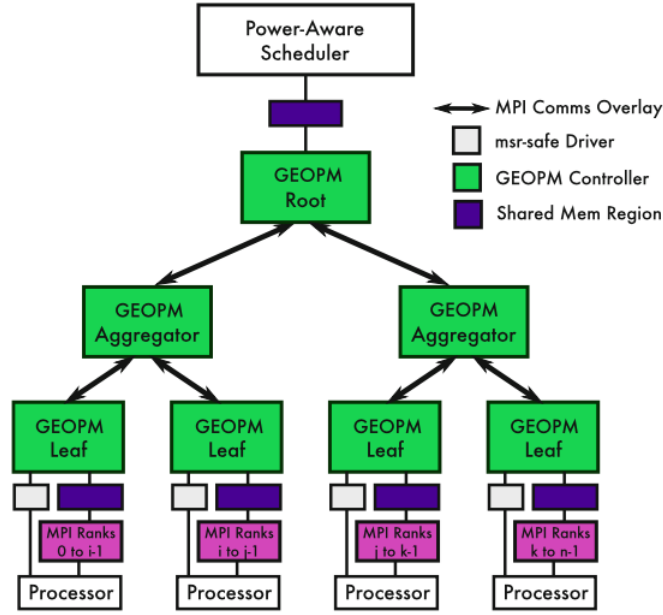 Power-Aware
Scheduler
MPI Comms Overlay
msr-safe Driver
GEOPM Controller
Shared Mem Region
GEOPM
Root
GEOPM
Aggregator
GEOPM
Aggregator
GEOPM
Leaf
GEOPM
Leaf
GEOPM
Leaf
GEOPM
Leaf
MPI Ranks
0 to i-1
MPI Ranks
i to j-1
MPI Ranks
j to k-1
MPI Ranks
k to n-1
Processor
Processor
Processor
Processor